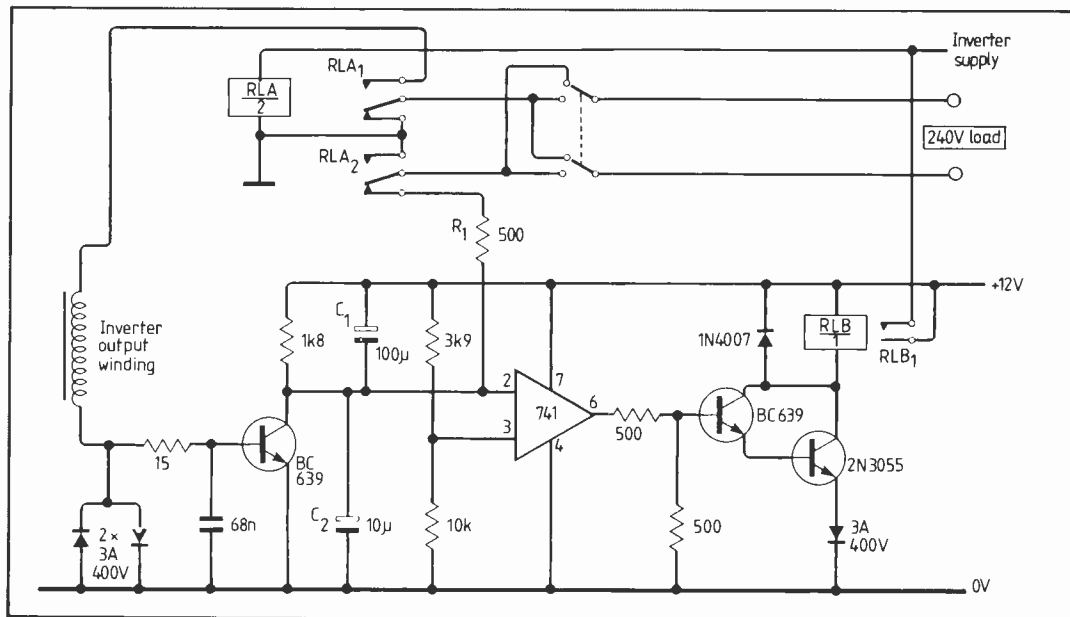 Inverter
supply
RLA1
RLA
2
RLA2
240V load
R1
500
+12V
C1
100µ
1k8
3k9
1N4007
RLB
1
RLB1
Inverter
output
winding
2
7
741
6
3
4
500
BC639
2N3055
15
BC
639
68n
C2
10µ
10k
500
3A
400V
2 ×
3A
400V
0V